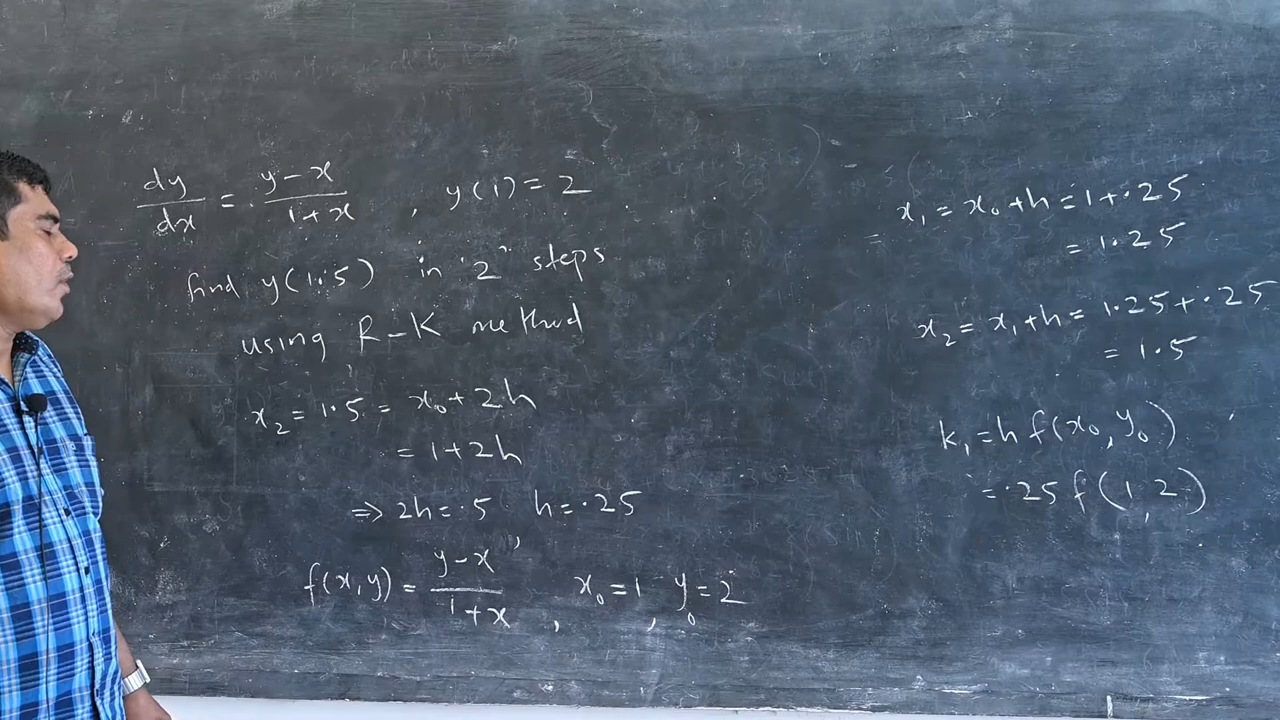 dy/dx = y-x/1+x , y(1) = 2
find y(1.5) in "2" steps
using R-K method
x₂ = 1.5 = x₀ + 2h
= 1 + 2h
⇒ 2h = .5 , h = .25
f(x, y) = y-x/1+x , x₀ = 1 , y₀ = 2
x₁ = x₀ + h = 1 + .25
= 1.25
x₂ = x₁ + h = 1.25 + .25
= 1.5
k₁ = h f(x₀, y₀)
= .25 f(1, 2)